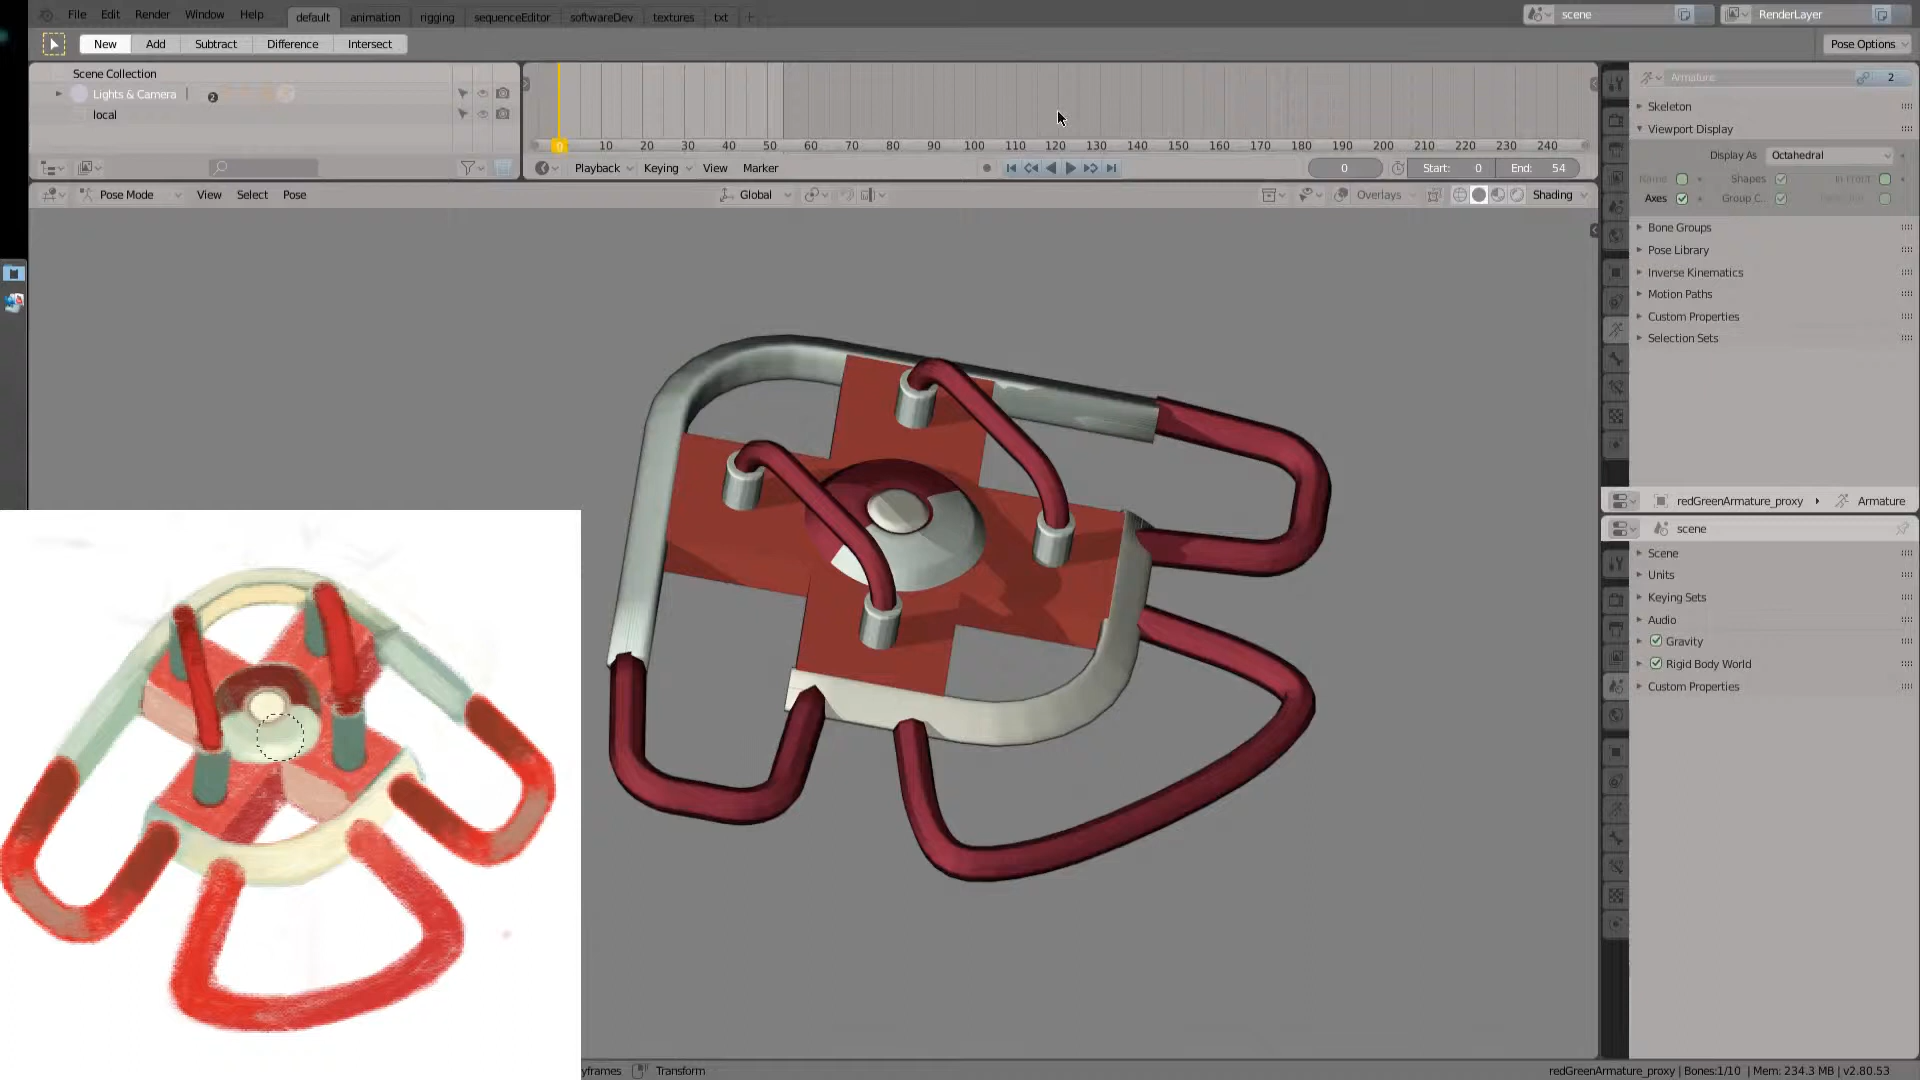 File Edit Render Window Help default animation rigging sequenceEditor softwareDev textures txt + scene RenderLayer
New Add Subtract Difference Intersect Pose Options
Scene Collection
Lights & Camera 2
local
0 10 20 30 40 50 60 70 80 90 100 110 120 130 140 150 160 170 180 190 200 210 220 230 240
Playback Keying View Marker 0 Start: 0 End: 54
Pose Mode View Select Pose Global Overlays Shading
Armature 2
Skeleton
Viewport Display
Display As Octahedral
Name Shapes In Front
Axes Group C.
Bone Groups
Pose Library
Inverse Kinematics
Motion Paths
Custom Properties
Selection Sets
redGreenArmature_proxy Armature
scene
Scene
Units
Keying Sets
Audio
Gravity
Rigid Body World
Custom Properties
yframes Transform redGreenArmature_proxy | Bones:1/10 | Mem: 234.3 MB | v2.80.53